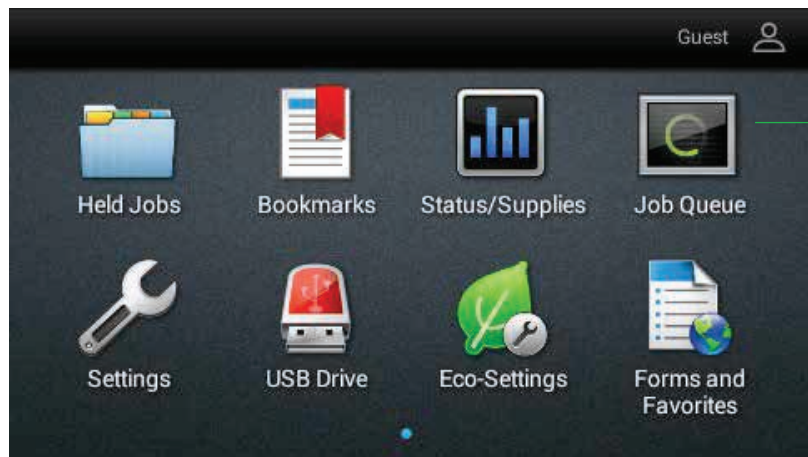 Guest
Held Jobs
Bookmarks
Status/Supplies
Job Queue
Settings
USB Drive
Eco-Settings
Forms and
Favorites